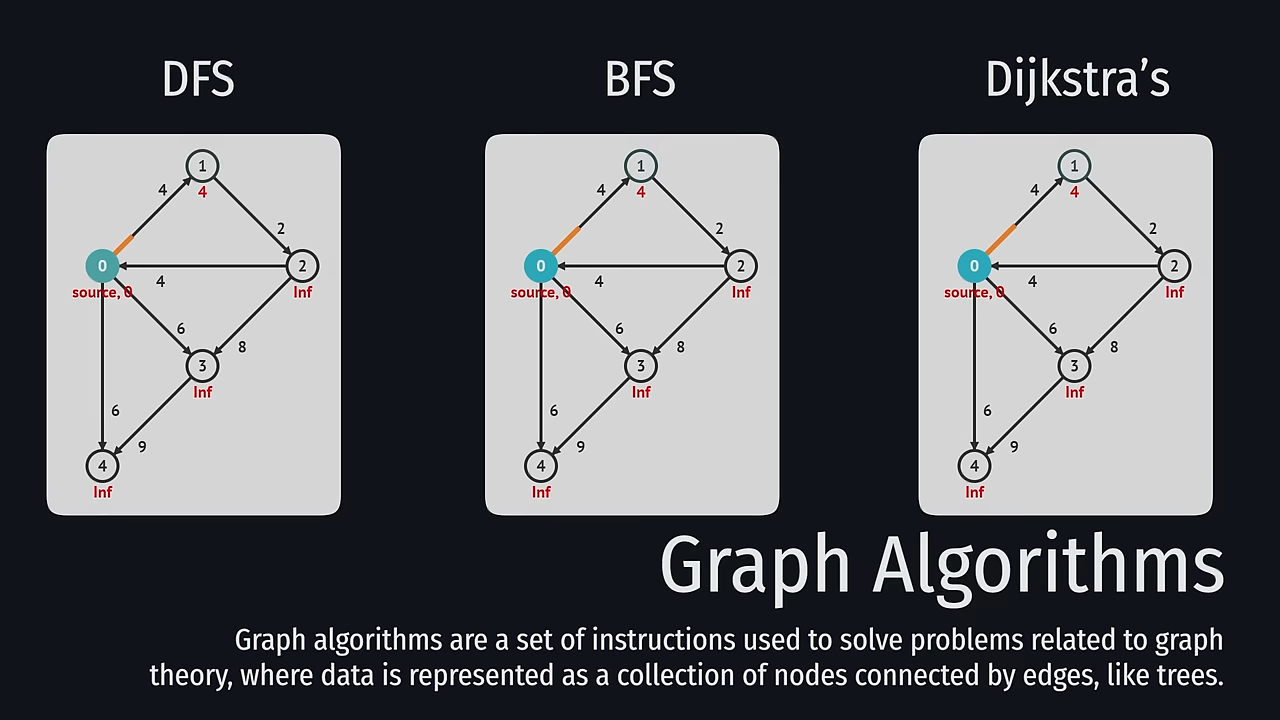 DFS
BFS
Dijkstra’s
1
4
4
2
0
2
source, 0
4
Inf
6
8
3
Inf
6
9
4
Inf
1
4
4
2
0
2
source, 0
4
Inf
6
8
3
Inf
6
9
4
Inf
1
4
4
2
0
2
source, 0
4
Inf
6
8
3
Inf
6
9
4
Inf
Graph Algorithms
Graph algorithms are a set of instructions used to solve problems related to graph
theory, where data is represented as a collection of nodes connected by edges, like trees.